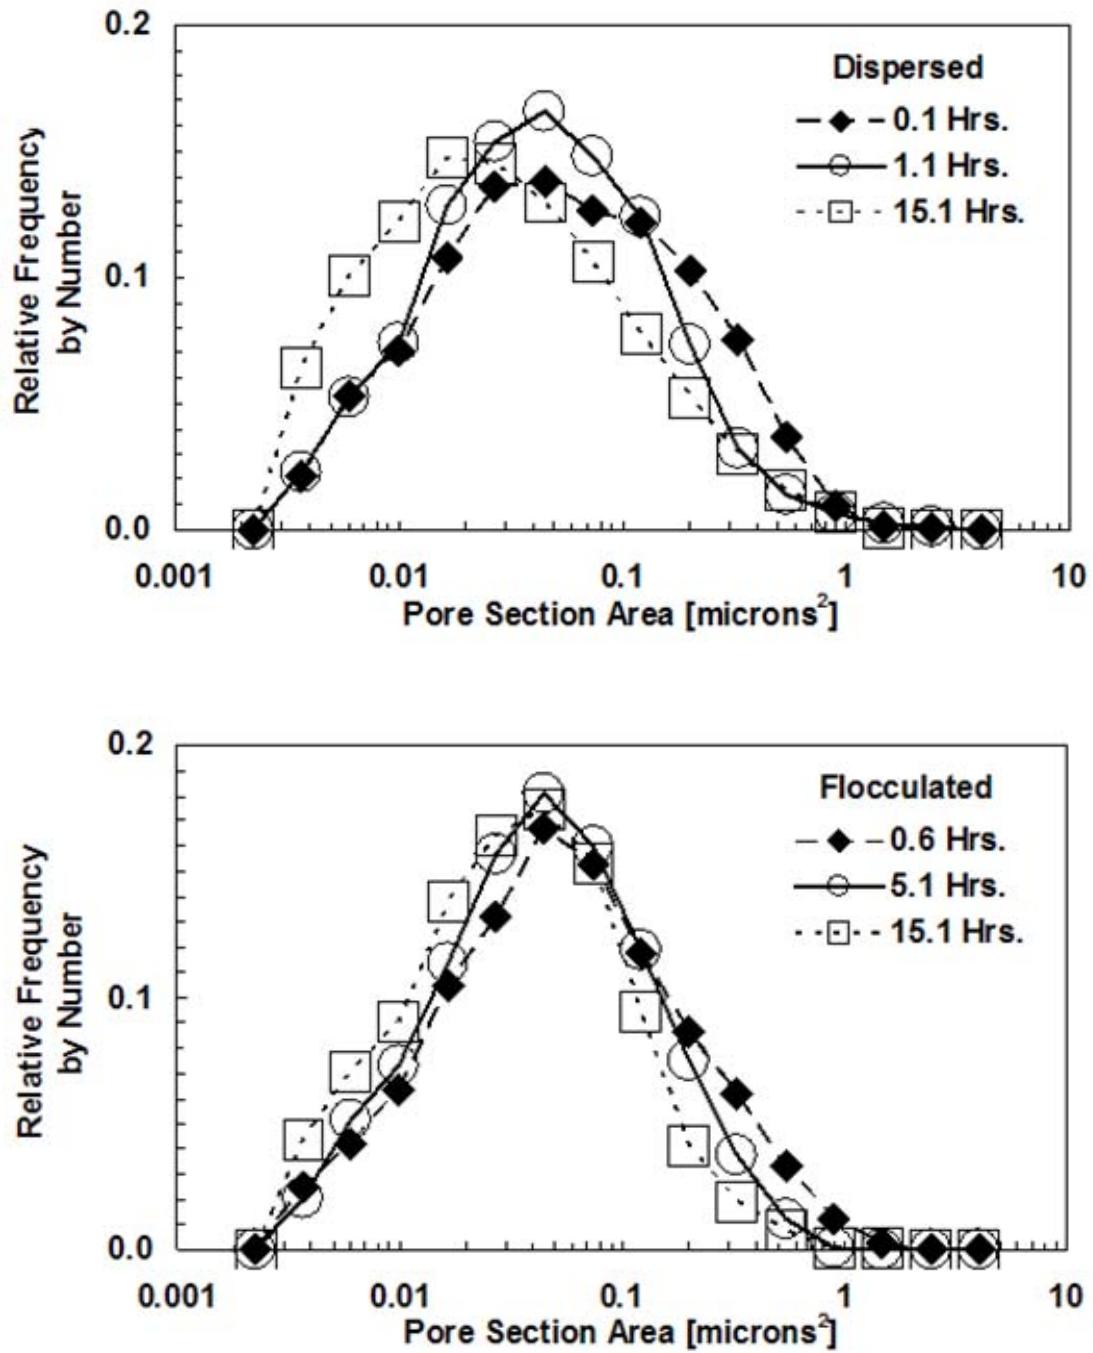 0.2
Dispersed
0.1 Hrs.
1.1 Hrs.
15.1 Hrs.
Relative Frequency
by Number
0.1
0.0
0.001
0.01
0.1
1
10
Pore Section Area [microns²]
0.2
Flocculated
0.6 Hrs.
5.1 Hrs.
15.1 Hrs.
Relative Frequency
by Number
0.1
0.0
0.001
0.01
0.1
1
10
Pore Section Area [microns²]